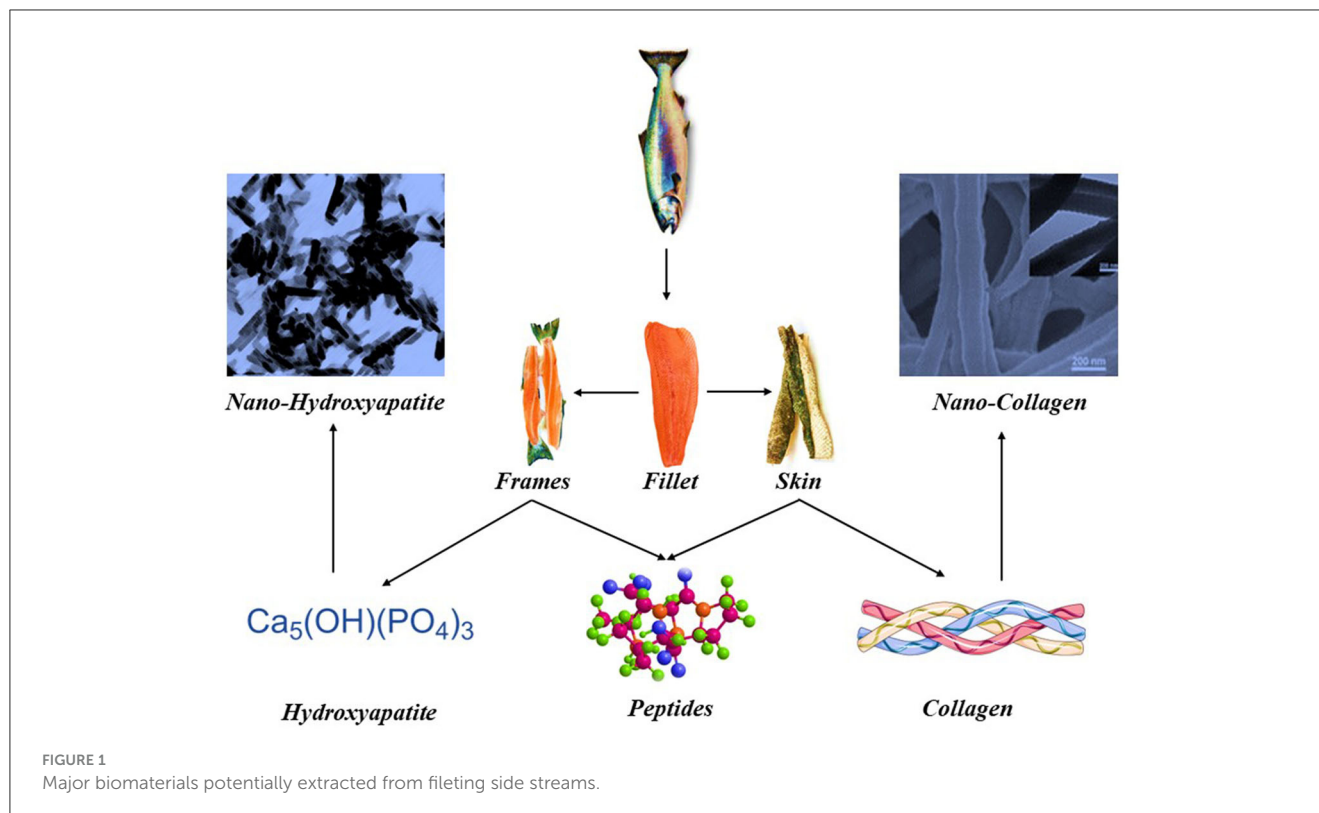 Nano-Hydroxyapatite
200 nm
Nano-Collagen
Frames
Fillet
Skin
Ca5(OH)(PO4)3
Hydroxyapatite
Peptides
Collagen
FIGURE 1
Major biomaterials potentially extracted from fileting side streams.